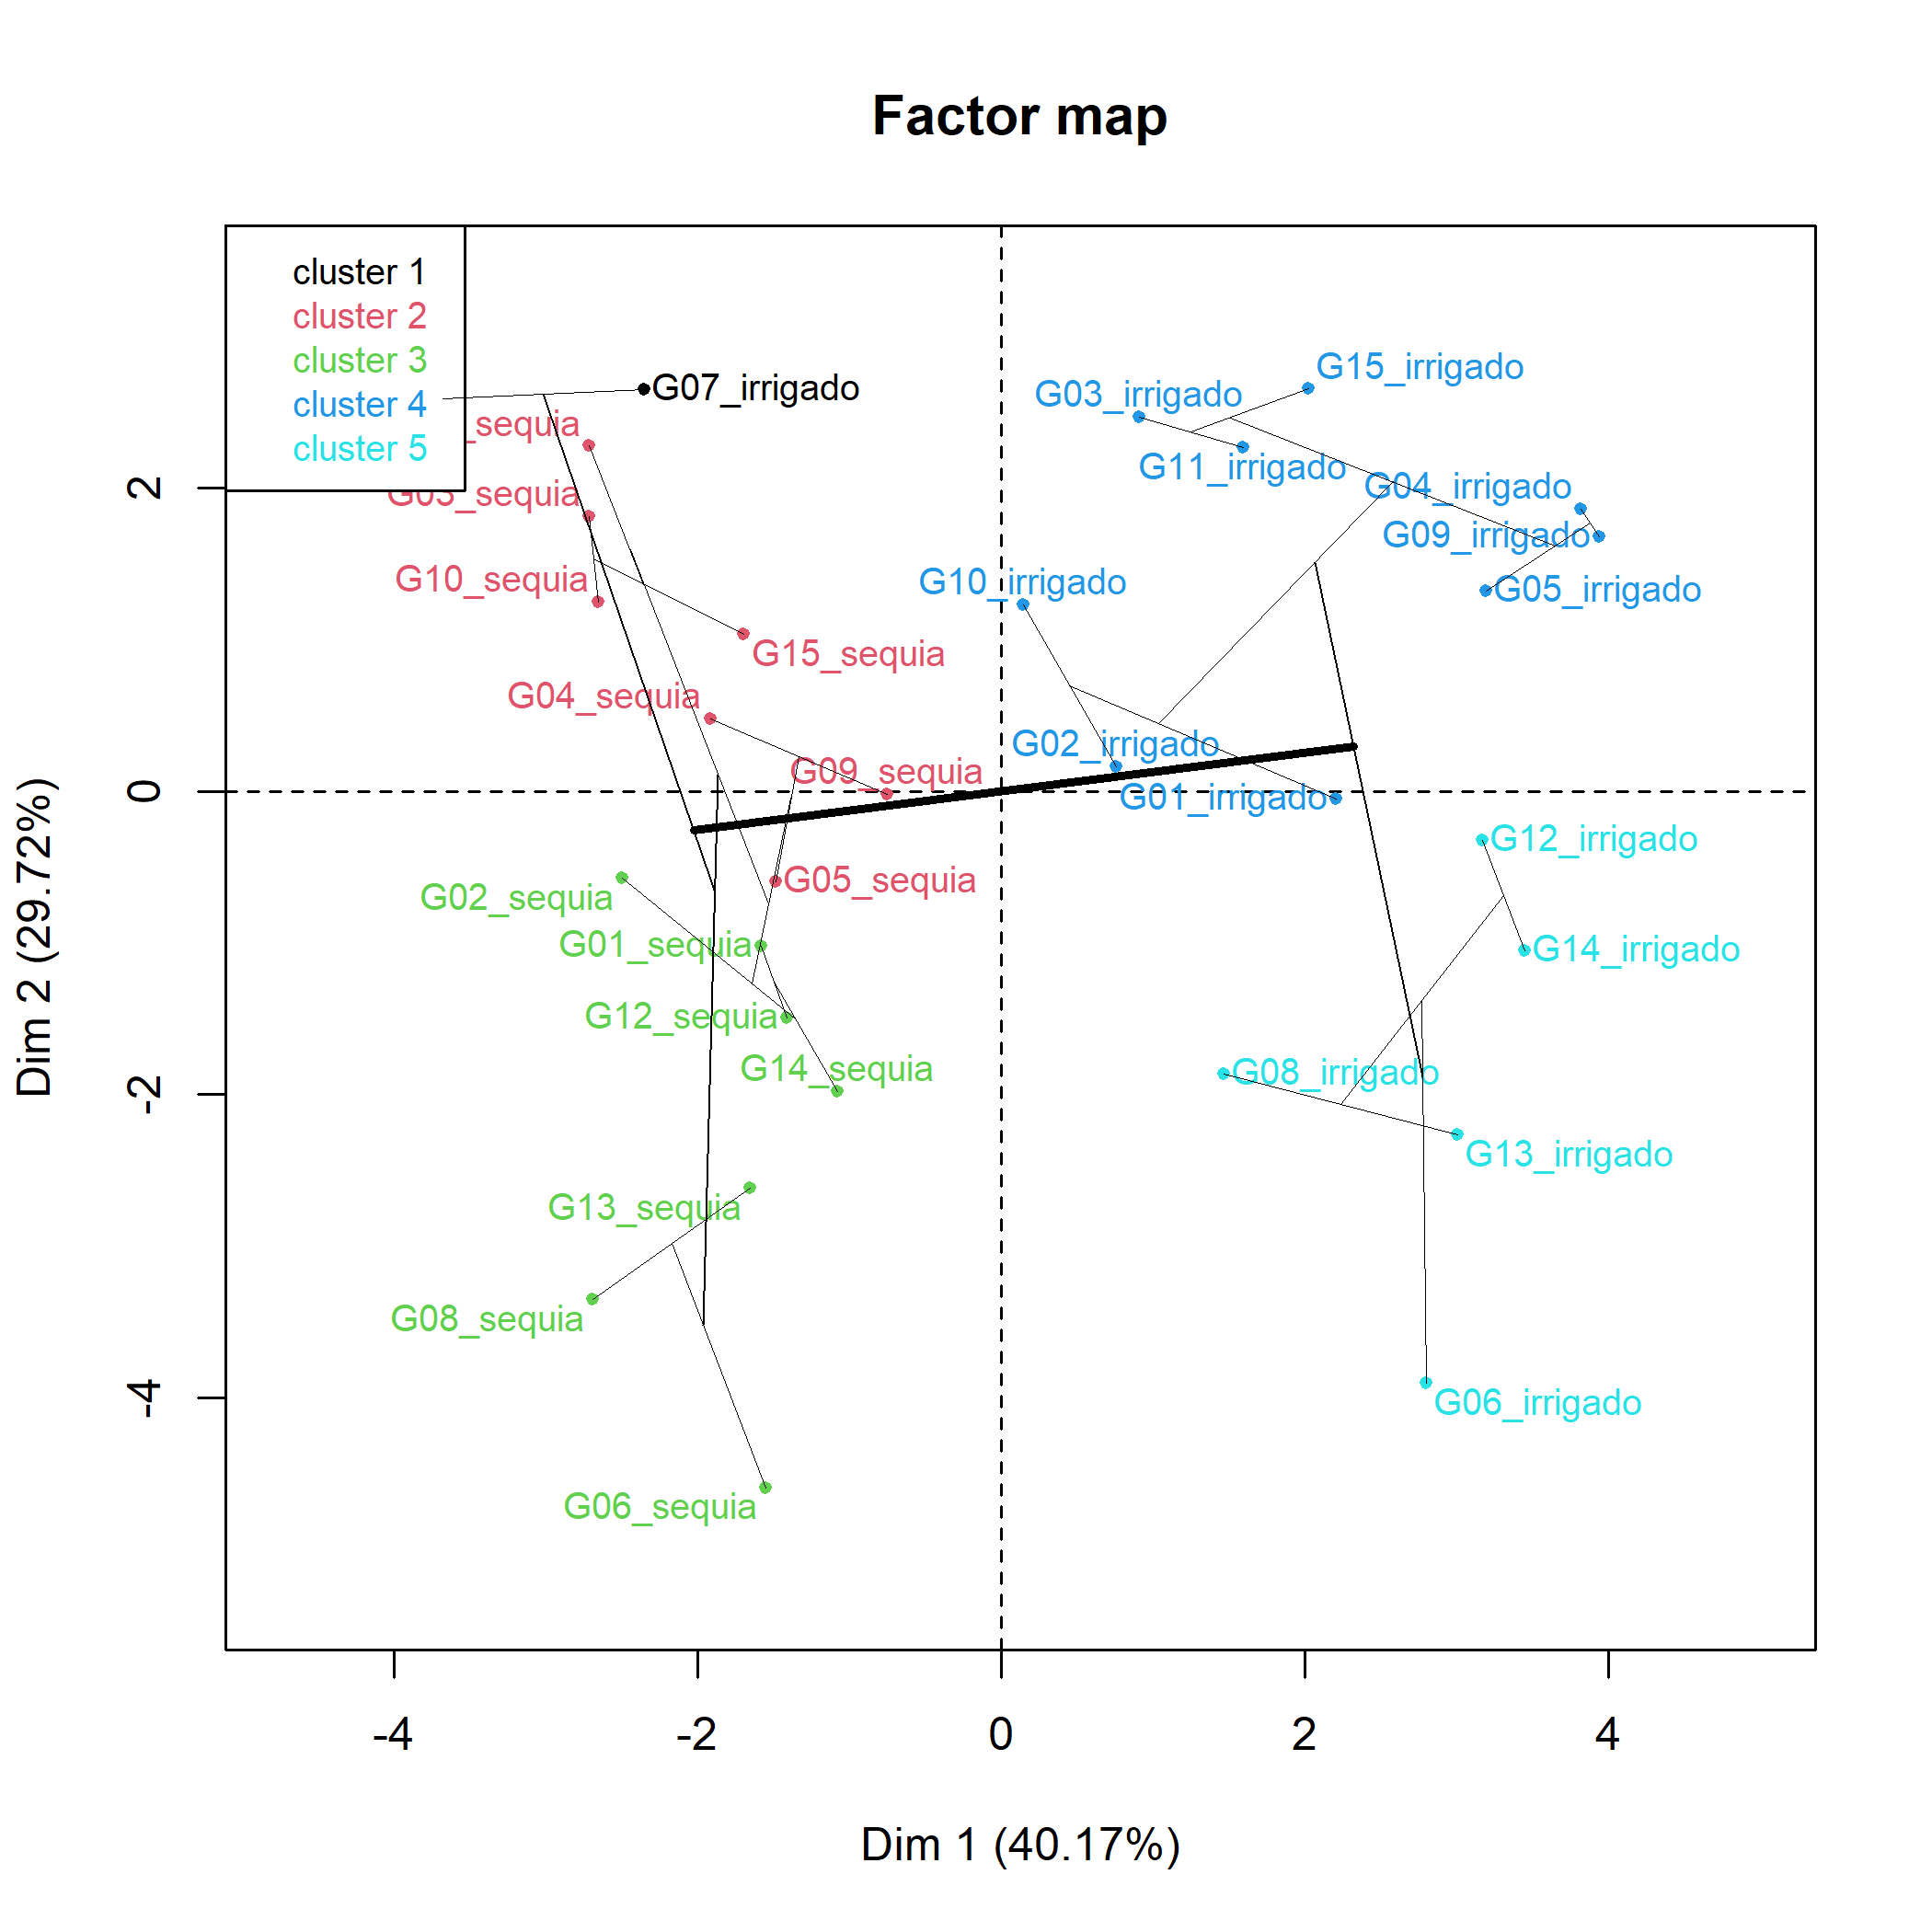 Factor map
cluster 1
cluster 2
cluster 3
cluster 4
cluster 5
G07_irrigado
G15_irrigado
G03_irrigado
_sequia
G11_irrigado
G04_irrigado
G03_sequia
G09_irrigado
G10_sequia
G10_irrigado
G05_irrigado
G15_sequia
G04_sequia
G02_irrigado
G09_sequia
G01_irrigado
G12_irrigado
G05_sequia
G02_sequia
G01_sequia
G14_irrigado
G12_sequia
G14_sequia
G08_irrigado
G13_irrigado
G13_sequia
G08_sequia
G06_irrigado
G06_sequia
2
0
-2
-4
Dim 2 (29.72%)
-4 -2 0 2 4
Dim 1 (40.17%)